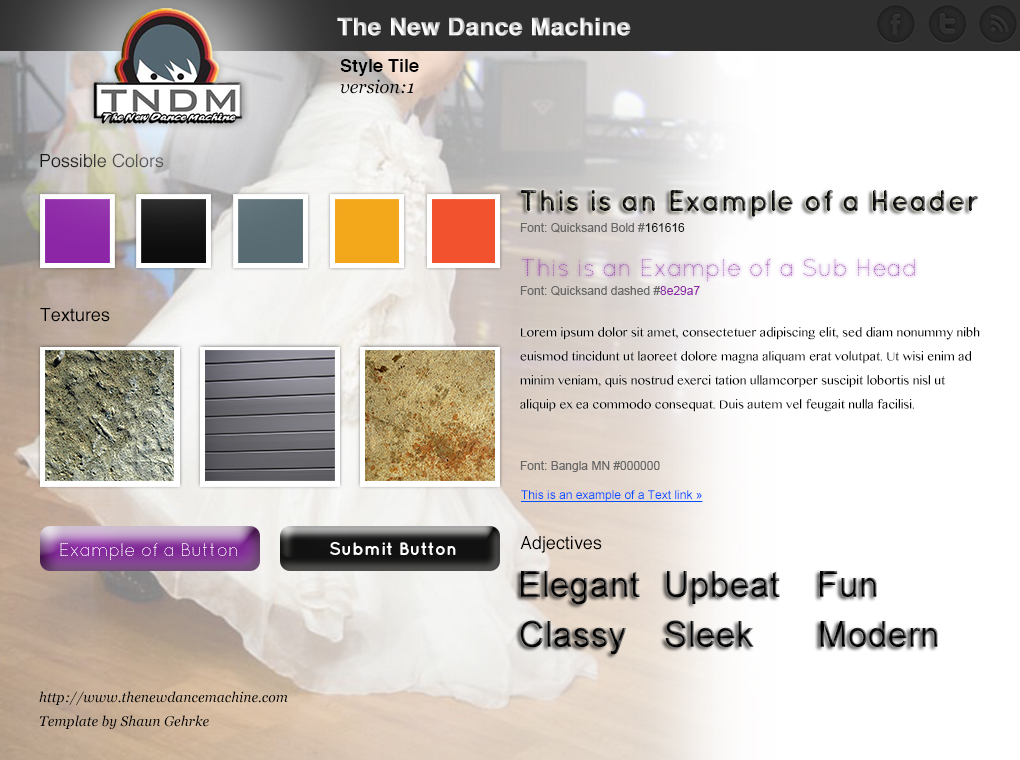 The New Dance Machine
TNDM
The New Dance Machine
Style Tile
version:1
Possible Colors
Textures
Example of a Button
Submit Button
http://www.thenewdancemachine.com
Template by Shaun Gehrke
This is an Example of a Header
Font: Quicksand Bold #161616
This is an Example of a Sub Head
Font: Quicksand dashed #8e29a7
Lorem ipsum dolor sit amet, consectetuer adipiscing elit, sed diam nonummy nibh
euismod tincidunt ut laoreet dolore magna aliquam erat volutpat. Ut wisi enim ad
minim veniam, quis nostrud exerci tation ullamcorper suscipit lobortis nisl ut
aliquip ex ea commodo consequat. Duis autem vel feugait nulla facilisi.
Font: Bangla MN #000000
This is an example of a Text link »
Adjectives
Elegant Upbeat Fun
Classy Sleek Modern